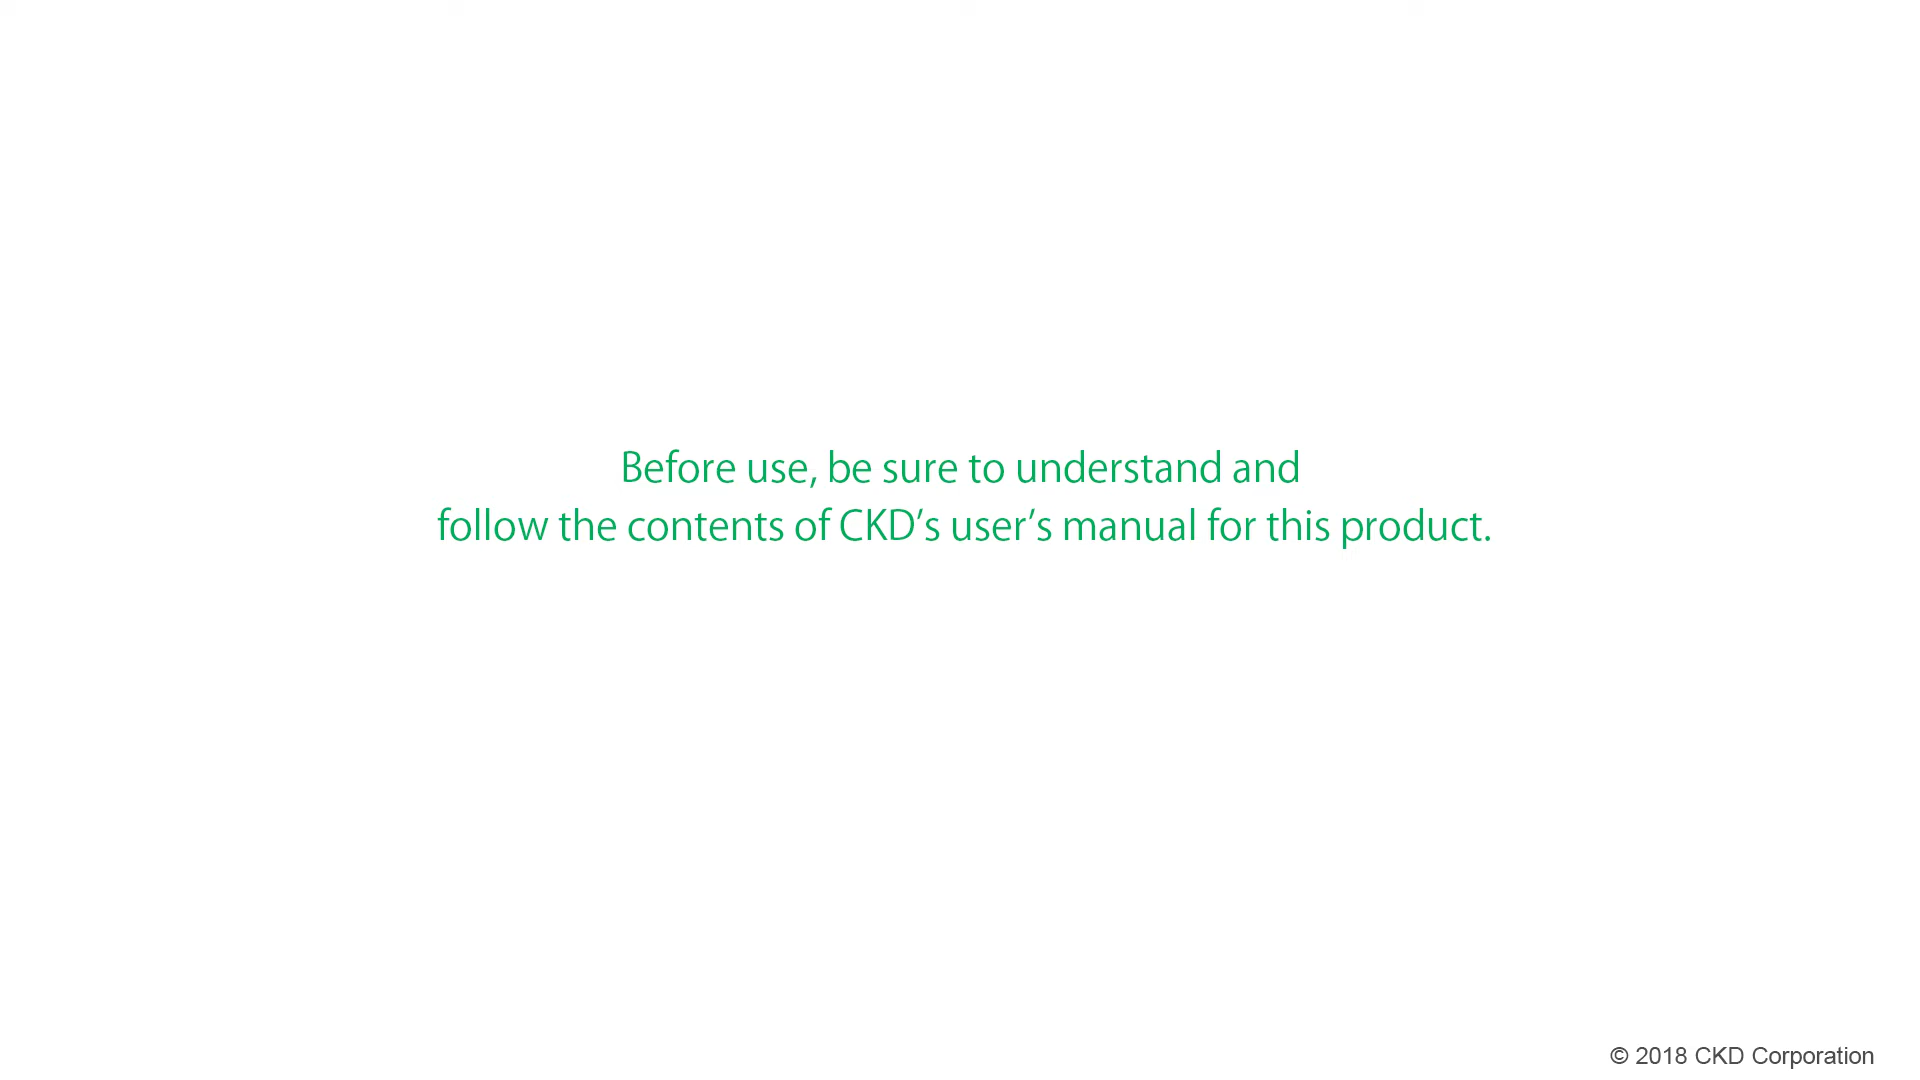 Before use, be sure to understand and
follow the contents of CKD’s user’s manual for this product.
© 2018 CKD Corporation